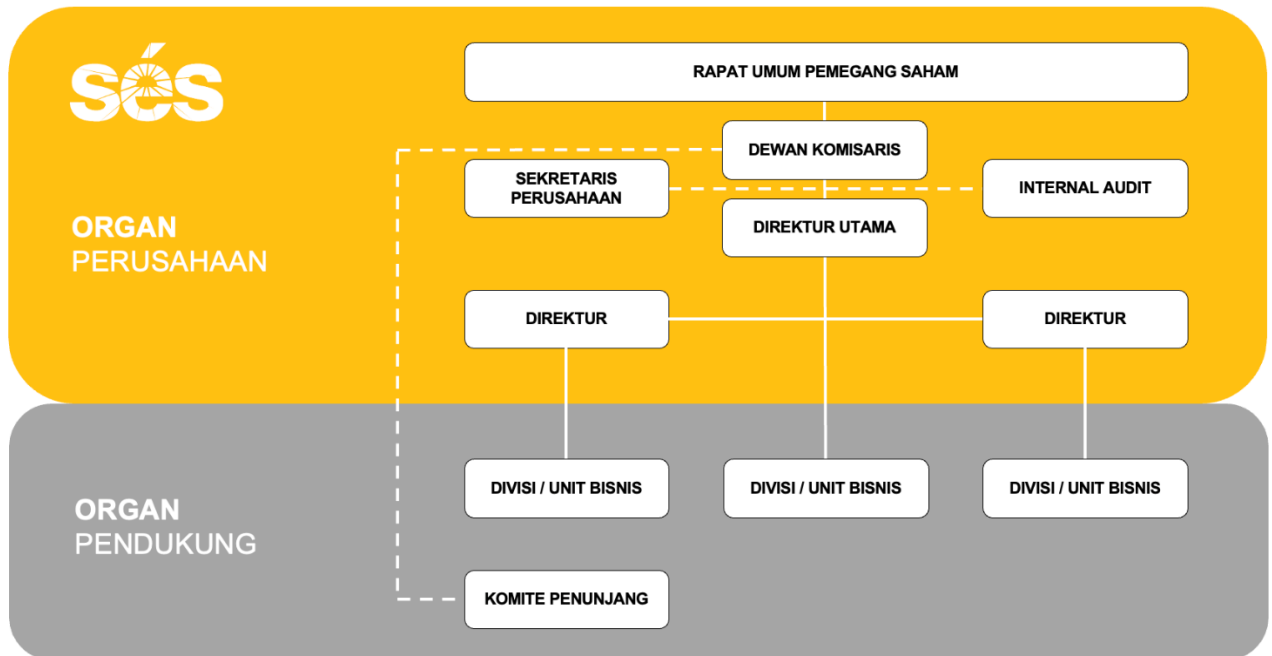 sés
RAPAT UMUM PEMEGANG SAHAM
DEWAN KOMISARIS
SEKRETARIS
PERUSAHAAN
INTERNAL AUDIT
DIREKTUR UTAMA
ORGAN
PERUSAHAAN
DIREKTUR
DIREKTUR
DIVISI / UNIT BISNIS
DIVISI / UNIT BISNIS
DIVISI / UNIT BISNIS
ORGAN
PENDUKUNG
KOMITE PENUNJANG